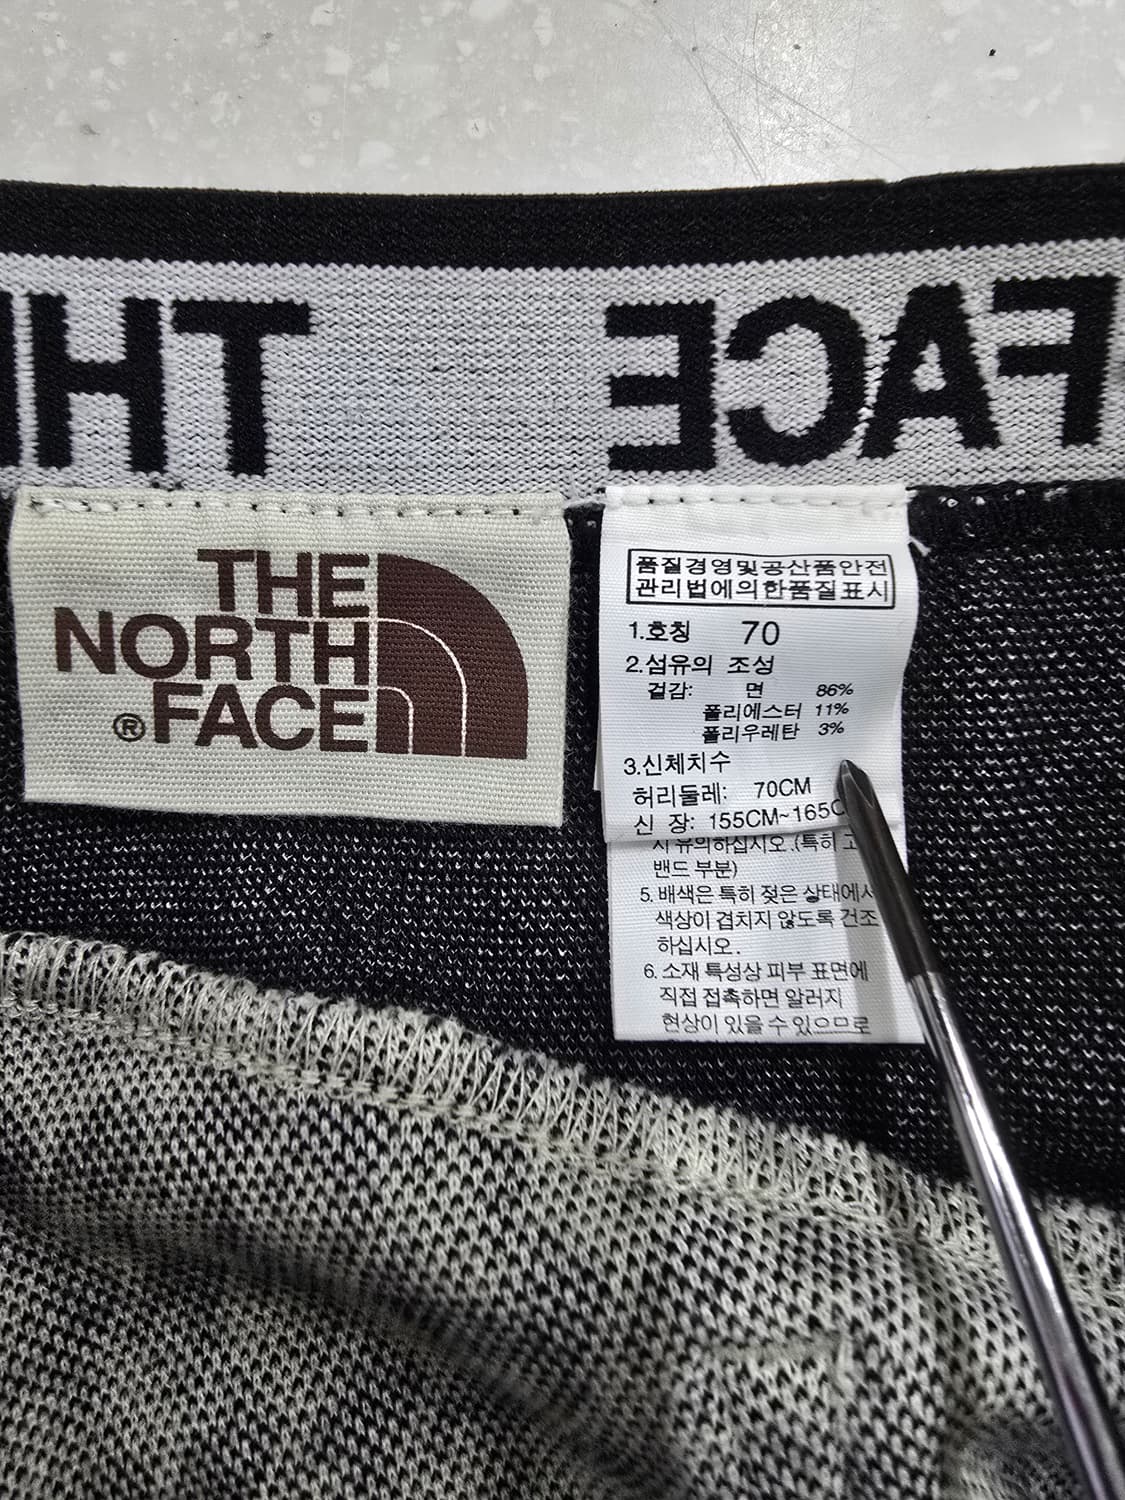 HT
FACE
THE
NORTH
®FACE
품질경영및공산품안전
관리법에의한품질표시
1.호칭 70
2.섬유의 조성
겉감: 면 86%
폴리에스터 11%
폴리우레탄 3%
3.신체치수
허리둘레: 70CM
신 장: 155CM~165C
시 유의하십시오.(특히 고
밴드 부분)
5. 배색은 특히 젖은 상태에서
색상이 겹치지 않도록 건조
하십시오.
6. 소재 특성상 피부 표면에
직접 접촉하면 알러지
현상이 있을 수 있으므로